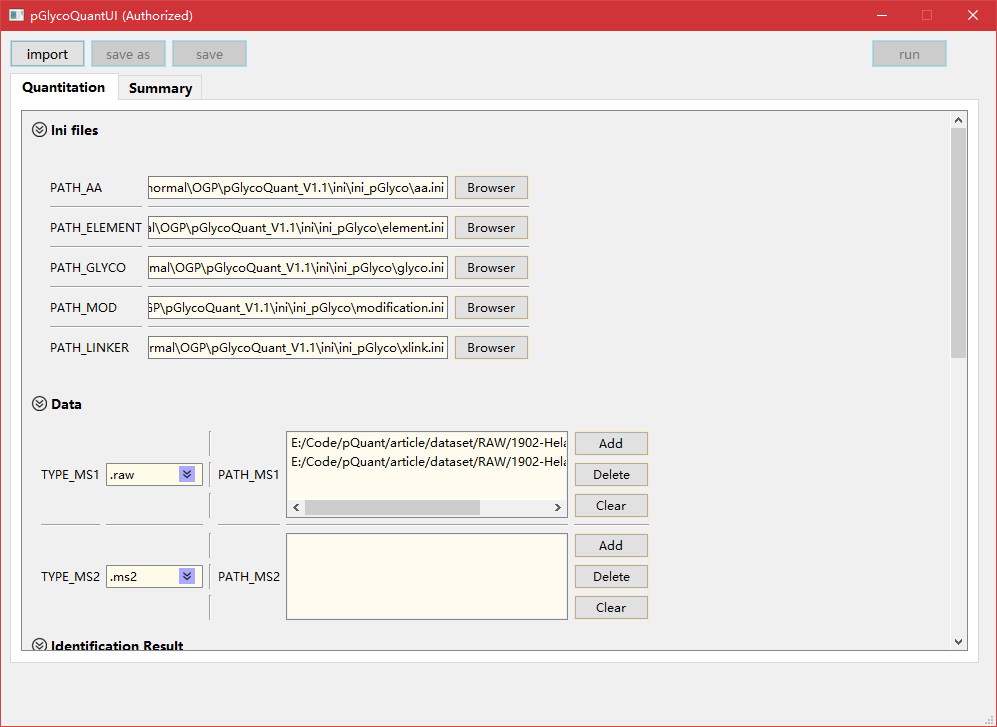 pGlycoQuantUI (Authorized)
import save as save run
Quantitation Summary
Ini files
PATH_AA normal\OGP\pGlycoQuant_V1.1\ini\ini_pGlyco\aa.ini Browser
PATH_ELEMENT al\OGP\pGlycoQuant_V1.1\ini\ini_pGlyco\element.ini Browser
PATH_GLYCO mal\OGP\pGlycoQuant_V1.1\ini\ini_pGlyco\glyco.ini Browser
PATH_MOD GP\pGlycoQuant_V1.1\ini\ini_pGlyco\modification.ini Browser
PATH_LINKER rmal\OGP\pGlycoQuant_V1.1\ini\ini_pGlyco\xlink.ini Browser
Data
E:/Code/pQuant/article/dataset/RAW/1902-Hela Add
E:/Code/pQuant/article/dataset/RAW/1902-Hela
TYPE_MS1 .raw PATH_MS1 Delete
Clear
Add
TYPE_MS2 .ms2 PATH_MS2 Delete
Clear
Identification Result